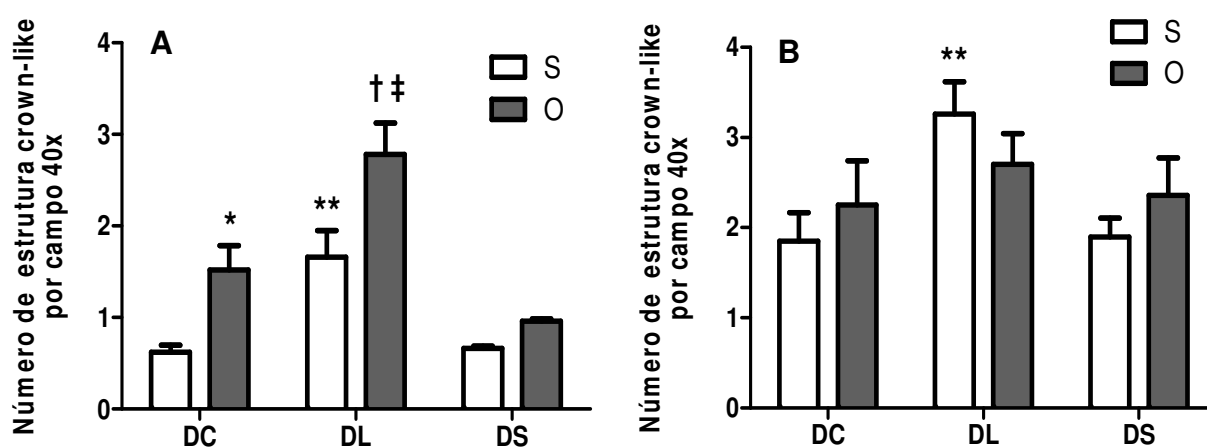 A
Número de estrutura crown-like
por campo 40x
4
3
2
1
0
S
O
*
**
†‡
DC
DL
DS
B
Número de estrutura crown-like
por campo 40x
4
3
2
1
0
S
O
**
DC
DL
DS